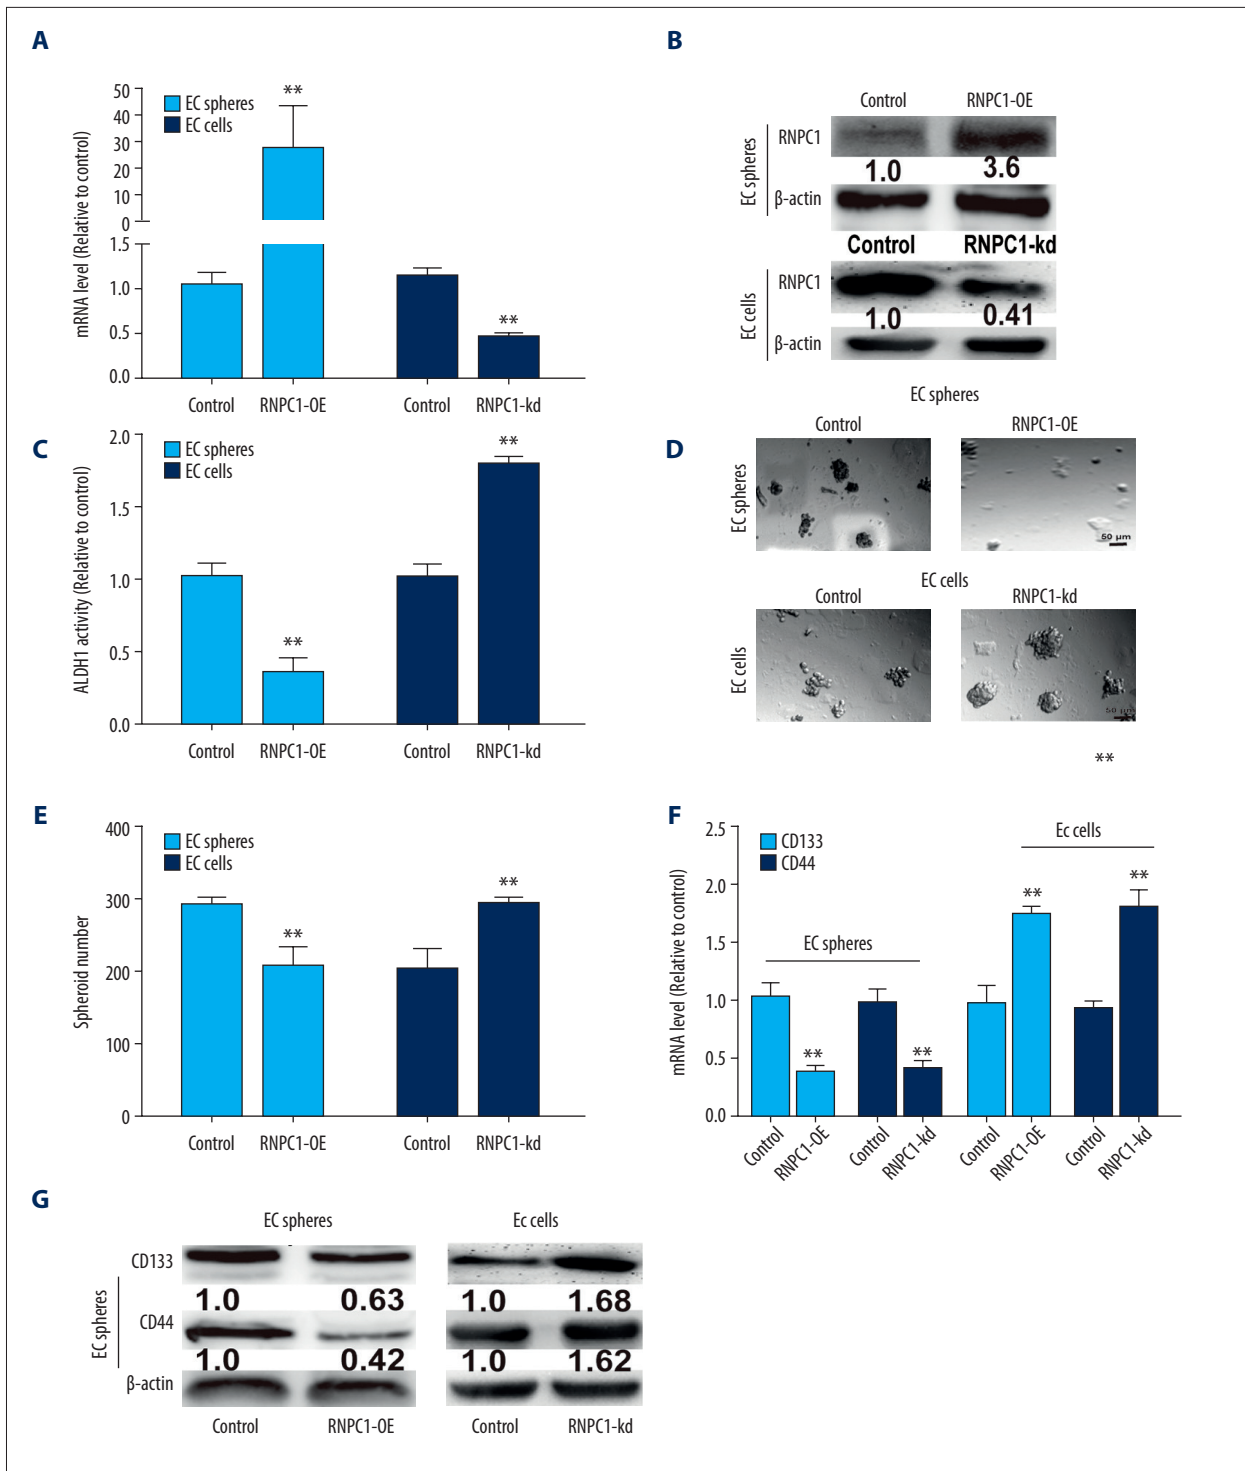 A
mRNA level (Relative to control)
50
40
30
20
10
0
1.5
1.0
0.5
0.0
EC spheres
EC cells
**
**
Control
RNPC1-OE
Control
RNPC1-kd
B
Control
RNPC1-OE
EC spheres
RNPC1
1.0
3.6
β-actin
Control
RNPC1-kd
EC cells
RNPC1
1.0
0.41
β-actin
C
ALDH1 activity (Relative to control)
2.0
1.5
1.0
0.5
0.0
EC spheres
EC cells
**
**
Control
RNPC1-OE
Control
RNPC1-kd
D
EC spheres
Control
RNPC1-OE
EC spheres
50 μm
EC cells
Control
RNPC1-kd
EC cells
50 μm
**
E
Spheroid number
400
300
200
100
0
EC spheres
EC cells
**
**
Control
RNPC1-OE
Control
RNPC1-kd
F
mRNA level (Relative to control)
2.5
2.0
1.5
1.0
0.5
0.0
CD133
CD44
EC spheres
Ec cells
**
**
**
**
Control
RNPC1-OE
Control
RNPC1-kd
Control
RNPC1-OE
Control
RNPC1-kd
G
EC spheres
Ec cells
EC spheres
CD133
1.0
0.63
1.0
1.68
CD44
1.0
0.42
1.0
1.62
β-actin
Control
RNPC1-OE
Control
RNPC1-kd